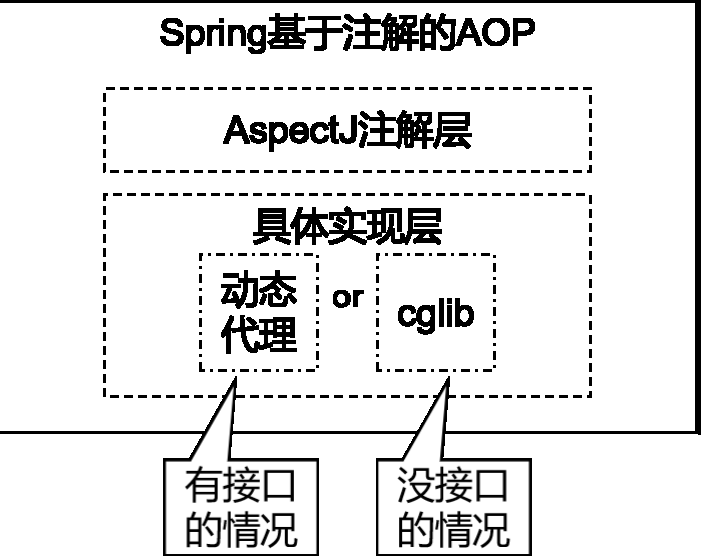 Spring基于注解的AOP
AspectJ注解层
具体实现层
动态
代理
or
cglib
有接口
的情况
没接口
的情况